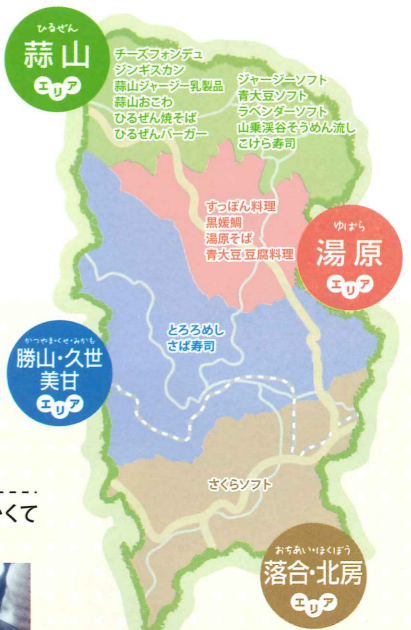 ひるぜん
蒜山
エリア
チーズフォンデュ
ジンギスカン
蒜山ジャージー乳製品
蒜山おこわ
ひるぜん焼そば
ひるぜんバーガー
ジャージーソフト
青大豆ソフト
ラベンダーソフト
山乗渓谷そうめん流し
こけら寿司
すっぽん料理
黒媛鯛
湯原そば
青大豆豆腐料理
ゆばら
湯原
エリア
かつやま・くせ・みかも
勝山・久世
美甘
エリア
とろろめし
さば寿司
さくらソフト
おちあい・ほくぼう
落合・北房
エリア
くて